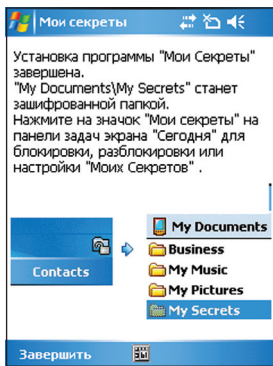 Мои секреты
Установка программы "Мои Секреты"
завершена.
"My Documents\My Secrets" станет
зашифрованной папкой.
Нажмите на значок "Мои секреты" на
панели задач экрана "Сегодня" для
блокировки, разблокировки или
настройки "Моих Секретов" .
My Documents
Business
Contacts
My Music
My Pictures
My Secrets
Завершить